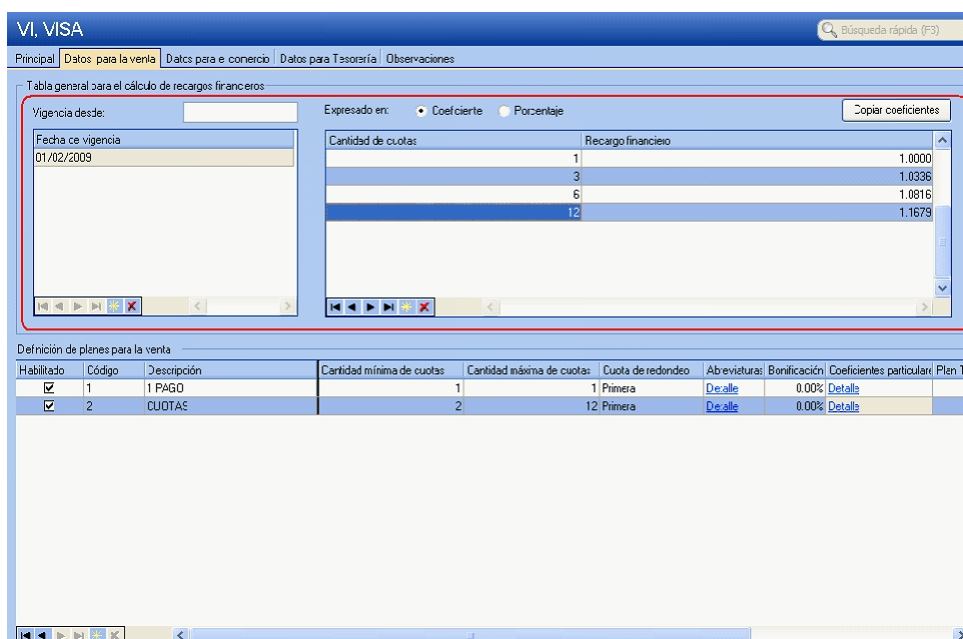 VI, VISA
Búsqueda rápida (F3)
Principal Datos para la venta Datos para el comercio Datos para Tesorería Observaciones
Tabla general para el cálculo de recargos financieros
Vigencia desde: Expresado en: Coeficiente Porcentaje Copiar coeficientes
Fecha de vigencia Cantidad de cuotas Recargo financiero
01/02/2009 1 1.0000
3 1.0336
6 1.0816
12 1.1679
Definición de planes para la venta
Habilitado Código Descripción Cantidad mínima de cuotas Cantidad máxima de cuotas Cuota de redondeo Abreviaturas Bonificación Coeficientes particulare Plan T
1 1 PAGO 1 1 Primera Detalle 0.00% Detalle
2 CUOTAS 2 12 Primera Detalle 0.00% Detalle